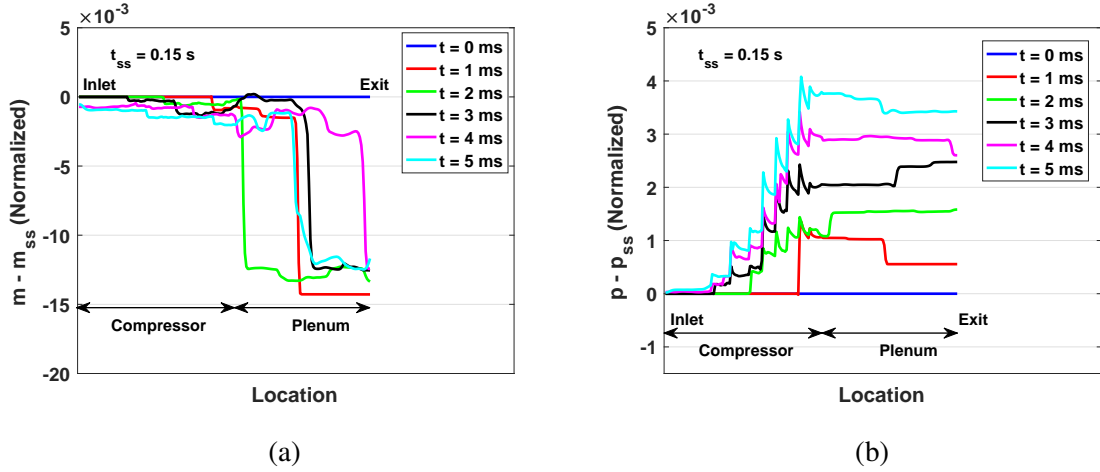 ×10⁻³
5
0
-5
-10
-15
-20
m - m_ss (Normalized)
t_ss = 0.15 s
Inlet
Exit
t = 0 ms
t = 1 ms
t = 2 ms
t = 3 ms
t = 4 ms
t = 5 ms
Compressor
Plenum
Location
(a)
×10⁻³
5
4
3
2
1
0
-1
p - p_ss (Normalized)
t_ss = 0.15 s
t = 0 ms
t = 1 ms
t = 2 ms
t = 3 ms
t = 4 ms
t = 5 ms
Inlet
Exit
Compressor
Plenum
Location
(b)